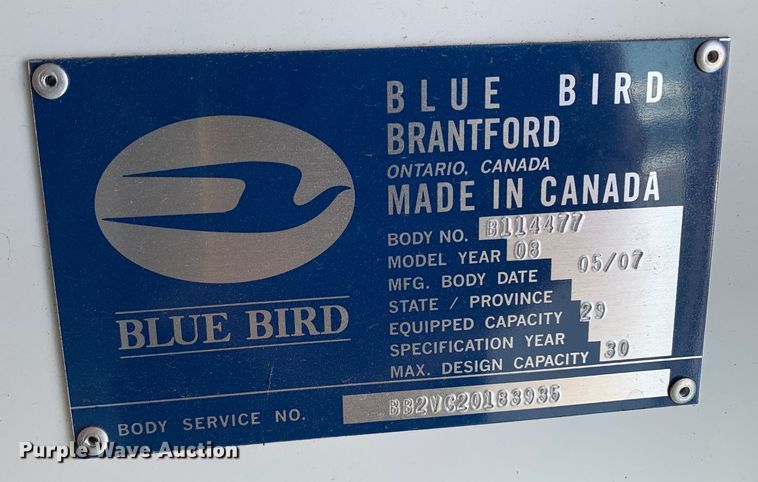 BLUE BIRD
BRANTFORD
ONTARIO, CANADA
MADE IN CANADA
BODY NO. B114477
MODEL YEAR 08
MFG. BODY DATE 05/07
STATE / PROVINCE
EQUIPPED CAPACITY 29
SPECIFICATION YEAR
MAX. DESIGN CAPACITY 30
BLUE BIRD
BODY SERVICE NO. BB2VC20183935
Purple Wave Auction